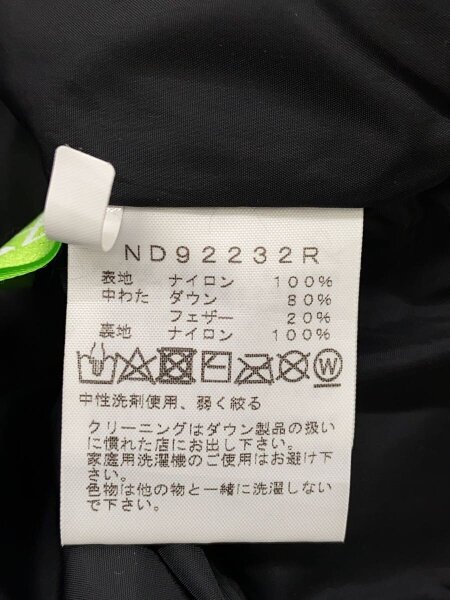 ND92232R
表地 ナイロン 100%
中わた ダウン 80%
フェザー 20%
裏地 ナイロン 100%
W
中性洗剤使用、弱く絞る
クリーニングはダウン製品の扱い
に慣れた店にお出し下さい。
家庭用洗濯機のご使用はお避け下
さい。
色物は他の物と一緒に洗濯しない
で下さい。